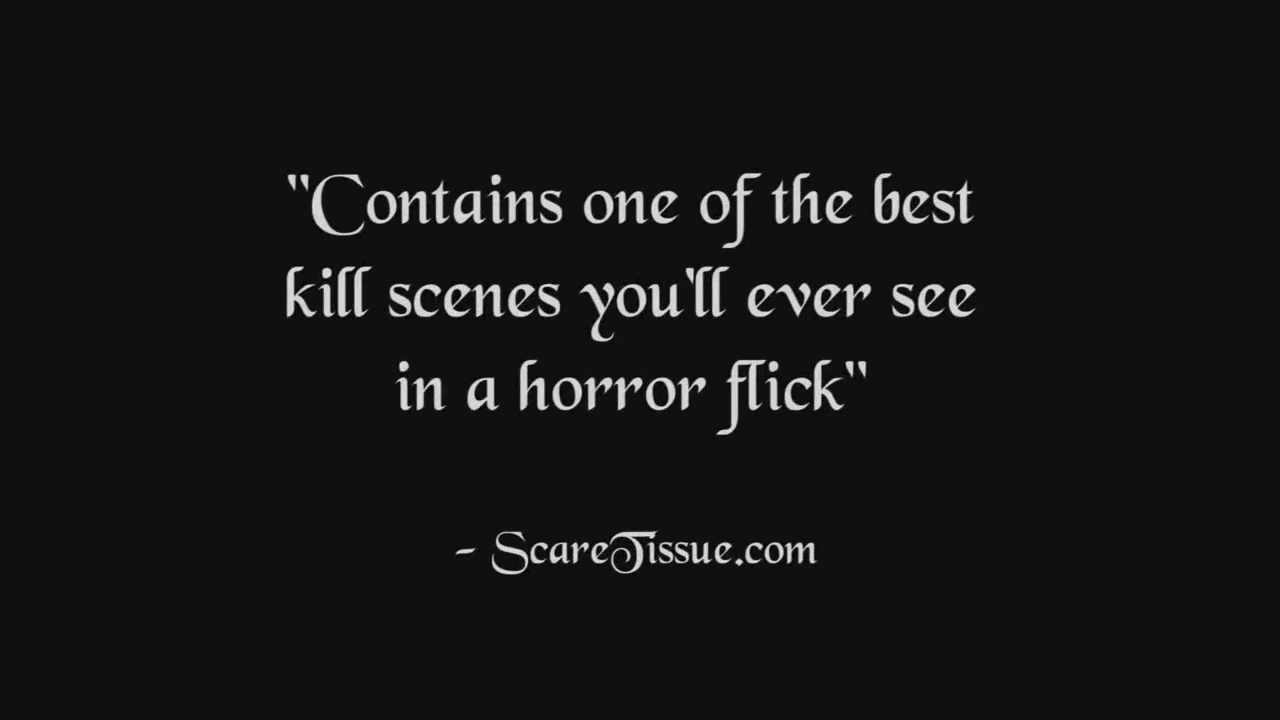 "Contains one of the best
kill scenes you'll ever see
in a horror flick"
- ScareTissue.com